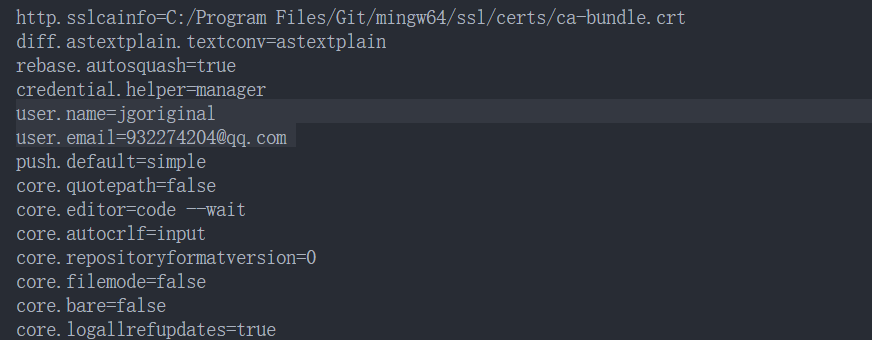 http.sslcainfo=C:/Program Files/Git/mingw64/ssl/certs/ca-bundle.crt
diff.astextplain.textconv=astextplain
rebase.autosquash=true
credential.helper=manager
user.name=jgoriginal
user.email=932274204@qq.com
push.default=simple
core.quotepath=false
core.editor=code --wait
core.autocrlf=input
core.repositoryformatversion=0
core.filemode=false
core.bare=false
core.logallrefupdates=true